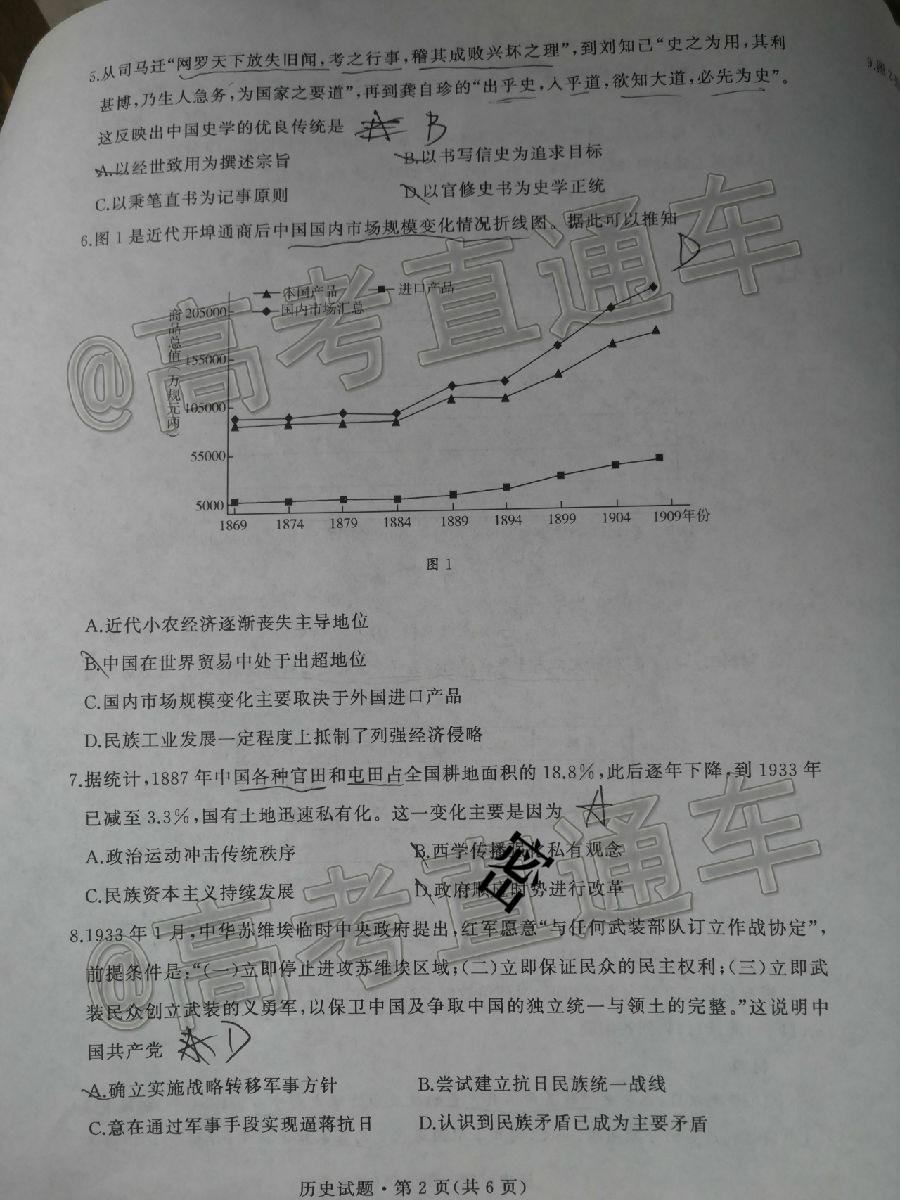 5.从司马迁“网罗天下放失旧闻,考之行事,稽其成败兴坏之理”,到刘知己“史之为用,其利
甚博,乃生人急务,为国家之要道”,再到龚自珍的“出乎史,入乎道,欲知大道,必先为史”。
这反映出中国史学的优良传统是 A B
A.以经世致用为撰述宗旨 B.以书写信史为追求目标
C.以秉笔直书为记事原则 D.以官修史书为史学正统
6.图1是近代开埠通商后中国国内市场规模变化情况折线图。据此可以推知 D
本国产品 进口产品
国内市场汇总
商品总值(万规元两)
205000
155000
105000
55000
5000
1869 1874 1879 1884 1889 1894 1899 1904 1909年份
图1
A.近代小农经济逐渐丧失主导地位
B.中国在世界贸易中处于出超地位
C.国内市场规模变化主要取决于外国进口产品
D.民族工业发展一定程度上抵制了列强经济侵略
7.据统计,1887年中国各种官田和屯田占全国耕地面积的18.8%,此后逐年下降,到1933年
已减至3.3%,国有土地迅速私有化。这一变化主要是因为 A
A.政治运动冲击传统秩序 B.西学传播 私有观念
C.民族资本主义持续发展 D.政府顺应时势进行改革
密
8.1933年1月,中华苏维埃临时中央政府提出,红军愿意“与任何武装部队订立作战协定”,
前提条件是:“(一)立即停止进攻苏维埃区域;(二)立即保证民众的民主权利;(三)立即武
装民众创立武装的义勇军,以保卫中国及争取中国的独立统一与领土的完整。”这说明中
国共产党 A D
A.确立实施战略转移军事方针 B.尝试建立抗日民族统一战线
C.意在通过军事手段实现逼蒋抗日 D.认识到民族矛盾已成为主要矛盾
历史试题·第2页(共6页)
9.图2
@高考直通车
@高考直通车